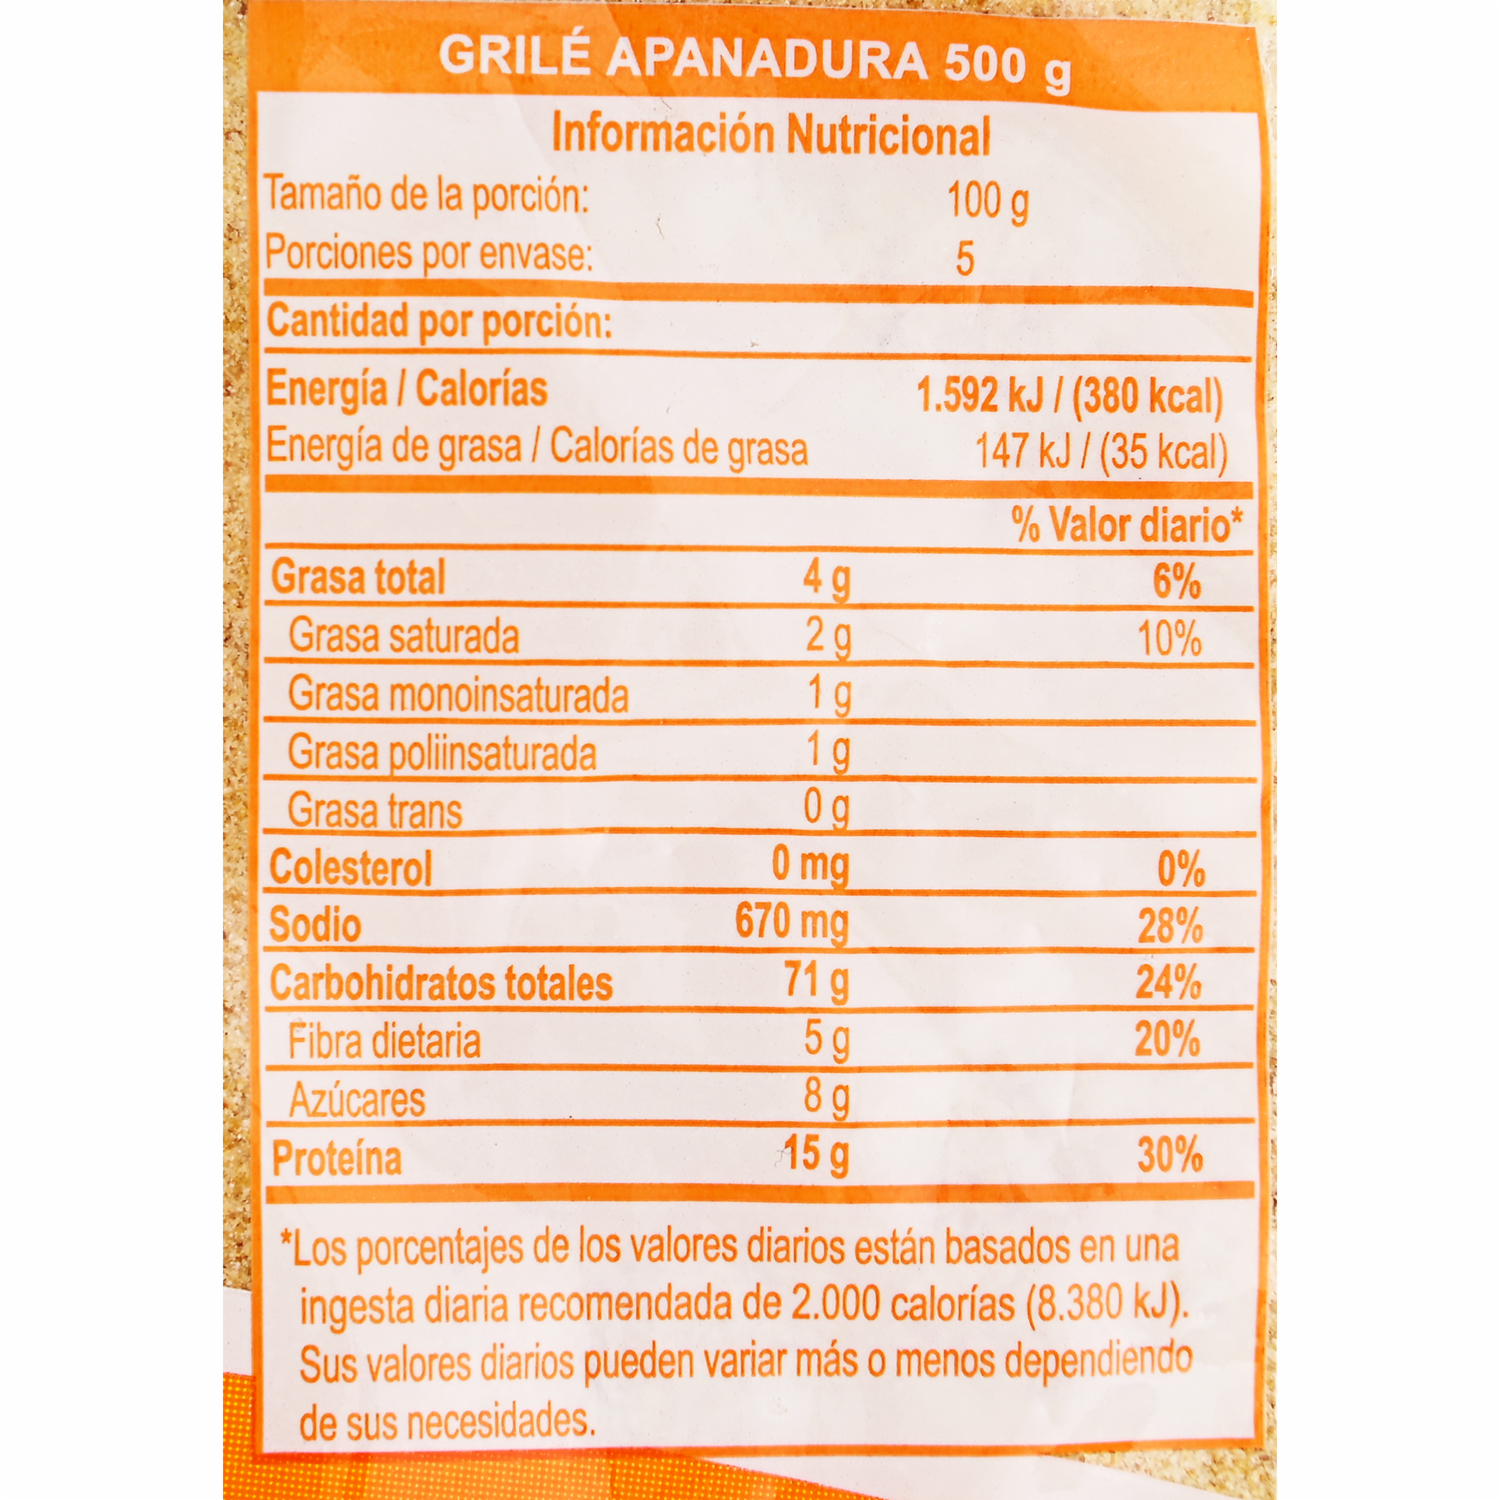 GRILÉ APANADURA 500 g
Información Nutricional
Tamaño de la porción: 100 g
Porciones por envase: 5
Cantidad por porción:
Energía / Calorías 1.592 kJ / (380 kcal)
Energía de grasa / Calorías de grasa 147 kJ / (35 kcal)
% Valor diario*
Grasa total 4 g 6%
Grasa saturada 2 g 10%
Grasa monoinsaturada 1 g
Grasa poliinsaturada 1 g
Grasa trans 0 g
Colesterol 0 mg 0%
Sodio 670 mg 28%
Carbohidratos totales 71 g 24%
Fibra dietaria 5 g 20%
Azúcares 8 g
Proteína 15 g 30%
*Los porcentajes de los valores diarios están basados en una
ingesta diaria recomendada de 2.000 calorías (8.380 kJ).
Sus valores diarios pueden variar más o menos dependiendo
de sus necesidades.